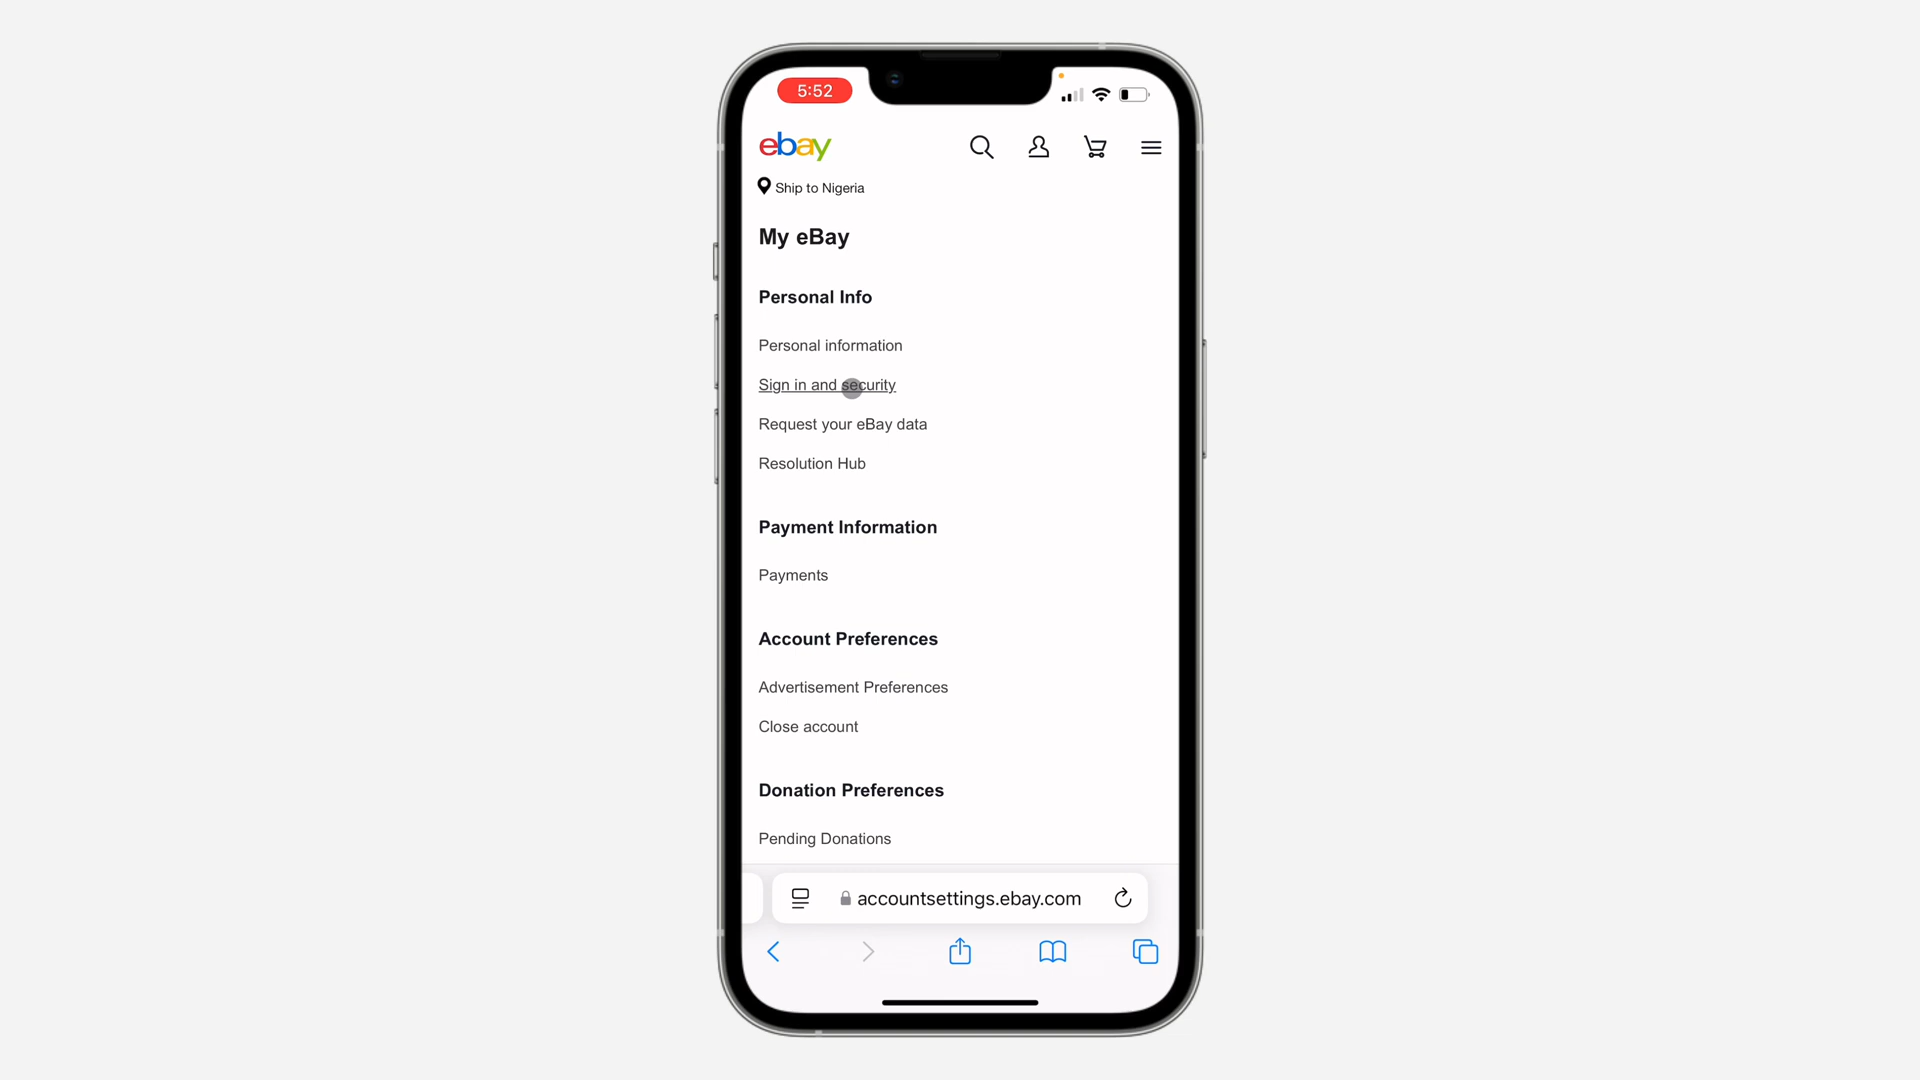 5:52
ebay
Ship to Nigeria
My eBay
Personal Info
Personal information
Sign in and security
Request your eBay data
Resolution Hub
Payment Information
Payments
Account Preferences
Advertisement Preferences
Close account
Donation Preferences
Pending Donations
accountsettings.ebay.com